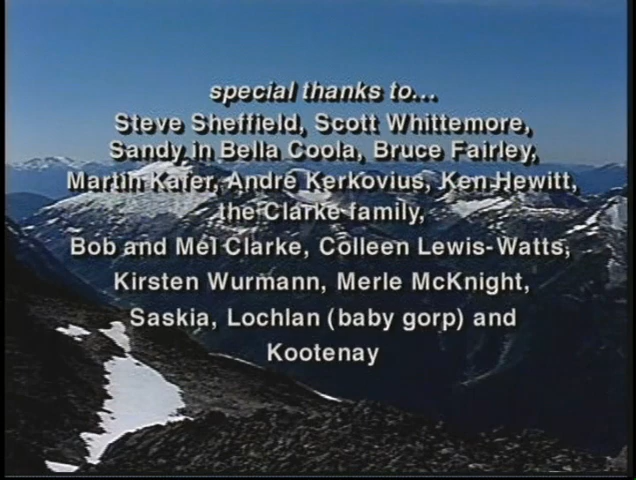 special thanks to...
Steve Sheffield, Scott Whittemore,
Sandy in Bella Coola, Bruce Fairley,
Martin Kafer, André Kerkovius, Ken Hewitt,
the Clarke family,
Bob and Mel Clarke, Colleen Lewis-Watts,
Kirsten Wurmann, Merle McKnight,
Saskia, Lochlan (baby gorp) and
Kootenay